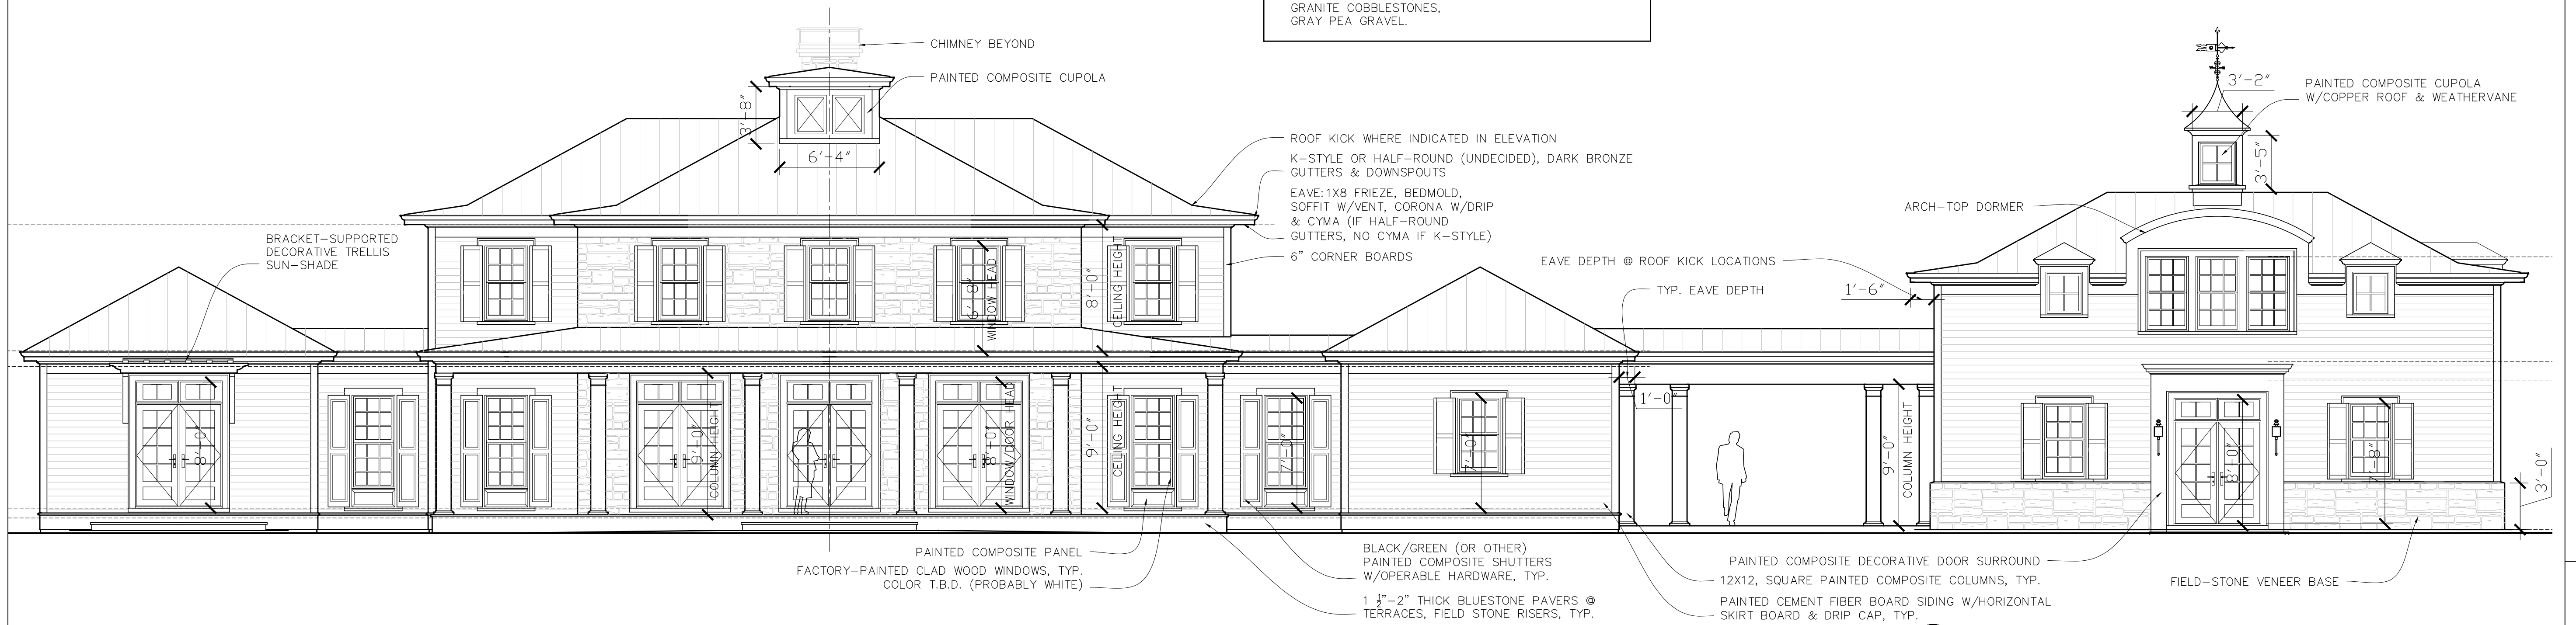 GRANITE COBBLESTONES,
GRAY PEA GRAVEL.
CHIMNEY BEYOND
PAINTED COMPOSITE CUPOLA
3'-8"
6'-4"
ROOF KICK WHERE INDICATED IN ELEVATION
K-STYLE OR HALF-ROUND (UNDECIDED), DARK BRONZE
GUTTERS & DOWNSPOUTS
EAVE:1X8 FRIEZE, BEDMOLD,
SOFFIT W/VENT, CORONA W/DRIP
& CYMA (IF HALF-ROUND
GUTTERS, NO CYMA IF K-STYLE)
6" CORNER BOARDS
BRACKET-SUPPORTED
DECORATIVE TRELLIS
SUN-SHADE
6'-8"
WINDOW HEAD
8'-0"
CEILING HEIGHT
3'-2"
PAINTED COMPOSITE CUPOLA
W/COPPER ROOF & WEATHERVANE
3'-5"
ARCH-TOP DORMER
EAVE DEPTH @ ROOF KICK LOCATIONS
1'-6"
TYP. EAVE DEPTH
1'-0"
8'-0"
9'-0"
COLUMN HEIGHT
8'-0"
WINDOW/DOOR HEAD
9'-0"
CEILING HEIGHT
7'-0"
7'-0"
9'-0"
COLUMN HEIGHT
8'-0"
7'-8"
3'-0"
PAINTED COMPOSITE PANEL
FACTORY-PAINTED CLAD WOOD WINDOWS, TYP.
COLOR T.B.D. (PROBABLY WHITE)
BLACK/GREEN (OR OTHER)
PAINTED COMPOSITE SHUTTERS
W/OPERABLE HARDWARE, TYP.
1 ½"-2" THICK BLUESTONE PAVERS @
TERRACES, FIELD STONE RISERS, TYP.
PAINTED COMPOSITE DECORATIVE DOOR SURROUND
12X12, SQUARE PAINTED COMPOSITE COLUMNS, TYP.
PAINTED CEMENT FIBER BOARD SIDING W/HORIZONTAL
SKIRT BOARD & DRIP CAP, TYP.
FIELD-STONE VENEER BASE